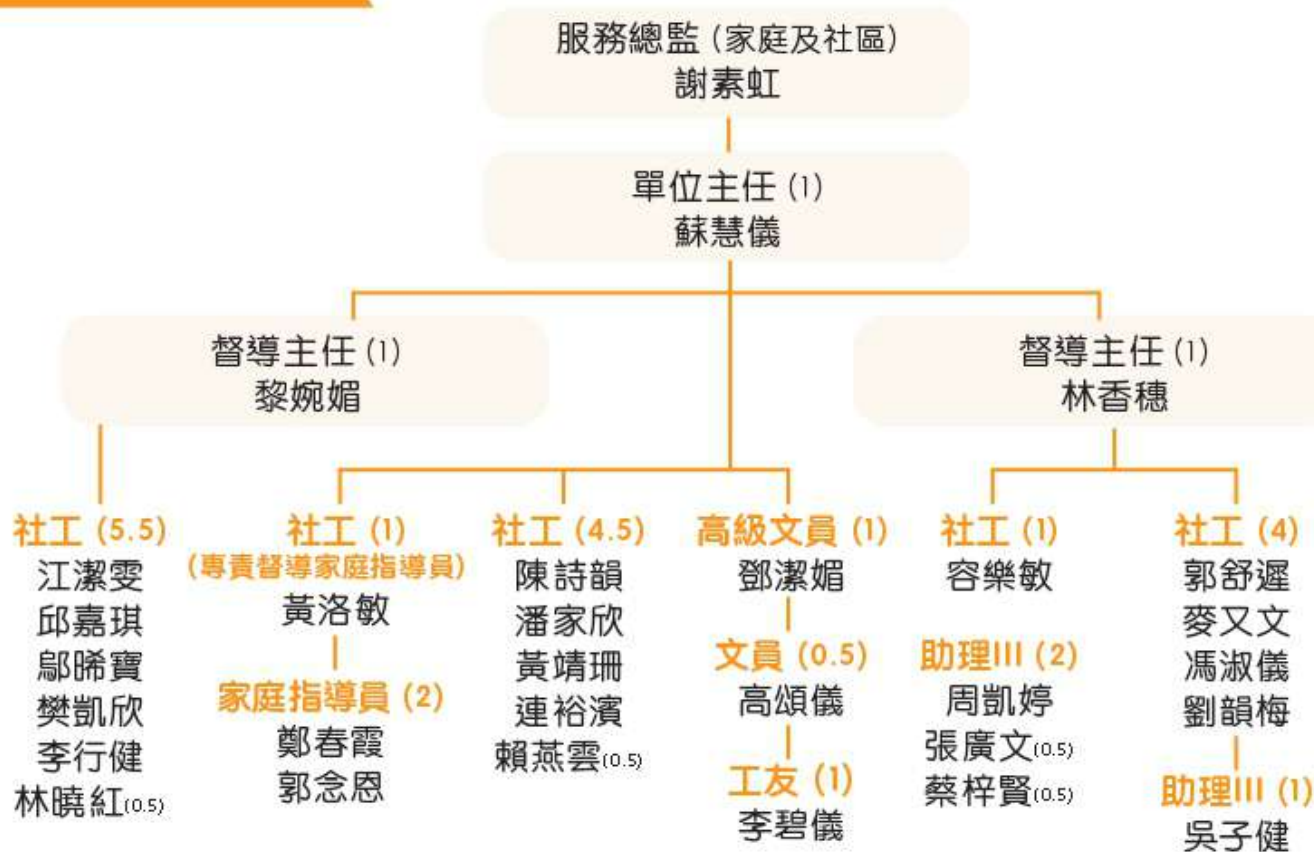 服務總監 (家庭及社區)
謝素虹
單位主任 (1)
蘇慧儀
督導主任 (1)
黎婉媚
督導主任 (1)
林香穗
社工 (5.5)
江潔雯
邱嘉琪
鄔晞寶
樊凱欣
李行健
林曉紅(0.5)
社工 (1)
(專責督導家庭指導員)
黃洛敏
家庭指導員 (2)
鄭春霞
郭念恩
社工 (4.5)
陳詩韻
潘家欣
黃靖珊
連裕濱
賴燕雲(0.5)
高級文員 (1)
鄧潔媚
文員 (0.5)
高頌儀
工友 (1)
李碧儀
社工 (1)
容樂敏
助理III (2)
周凱婷
張廣文(0.5)
蔡梓賢(0.5)
社工 (4)
郭舒遲
麥又文
馮淑儀
劉韻梅
助理III (1)
吳子健